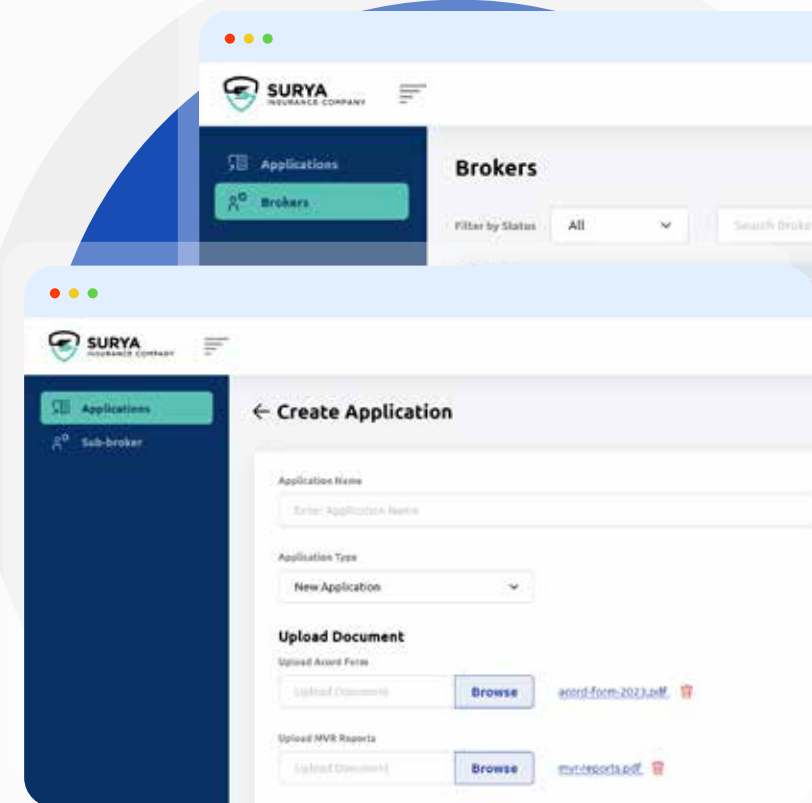 SURYA
INSURANCE COMPANY
Applications
Brokers
Brokers
Filter by Status
All
Search Broke
SURYA
INSURANCE COMPANY
Applications
Sub-broker
← Create Application
Application Name
Enter Application Name
Application Type
New Application
Upload Document
Upload Acord Form
Upload Document
Browse
acord-form-2023.pdf
Upload MVR Reports
Upload Document
Browse
mvr-reports.pdf